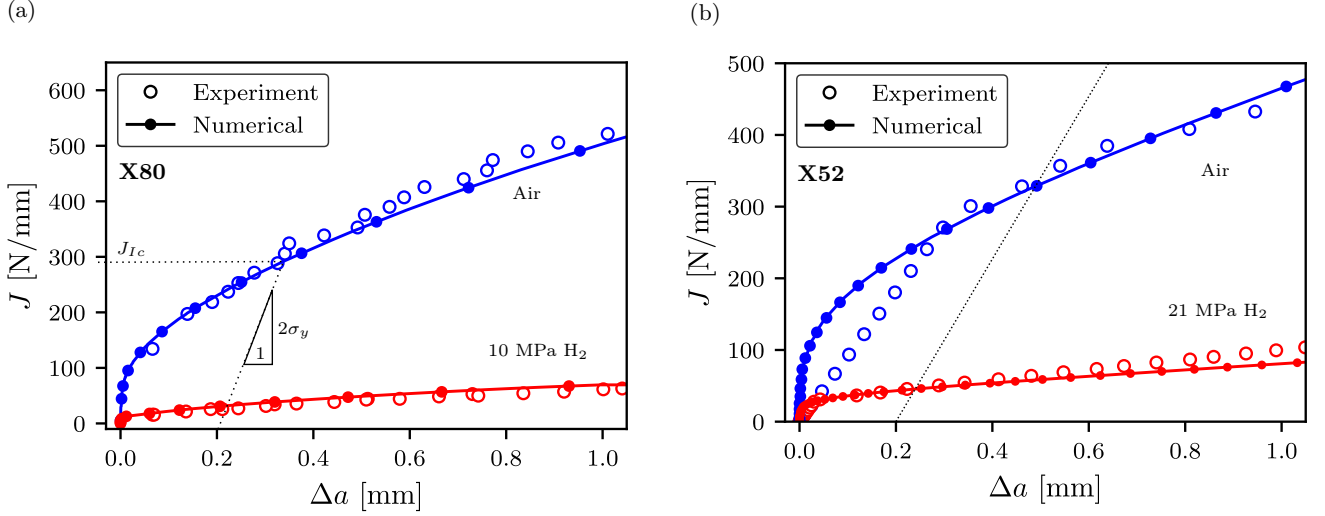 (a)
600
500
400
300
200
100
0
J [N/mm]
Experiment
Numerical
X80
Air
J_{Ic}
2σ_y
1
10 MPa H₂
0.0 0.2 0.4 0.6 0.8 1.0
Δa [mm]
(b)
500
400
300
200
100
0
J [N/mm]
Experiment
Numerical
X52
Air
21 MPa H₂
0.0 0.2 0.4 0.6 0.8 1.0
Δa [mm]